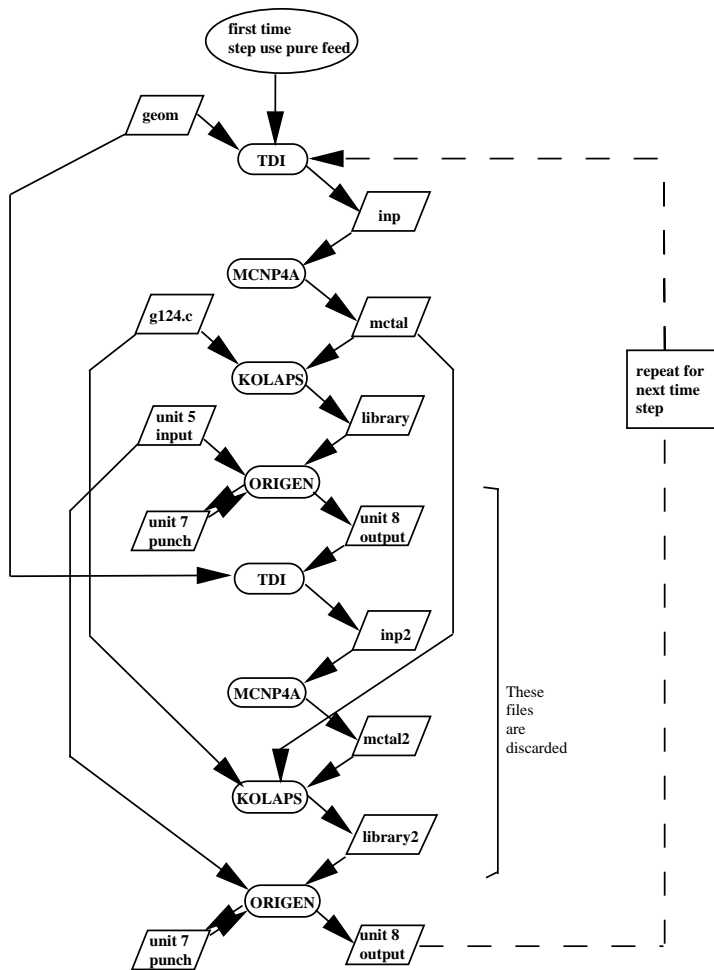 first time
step use pure feed
geom
TDI
inp
MCNP4A
g124.c
mctal
KOLAPS
repeat for
next time
step
unit 5
input
library
ORIGEN
unit 7
punch
unit 8
output
TDI
inp2
MCNP4A
These
files
are
discarded
mctal2
KOLAPS
library2
ORIGEN
unit 7
punch
unit 8
output